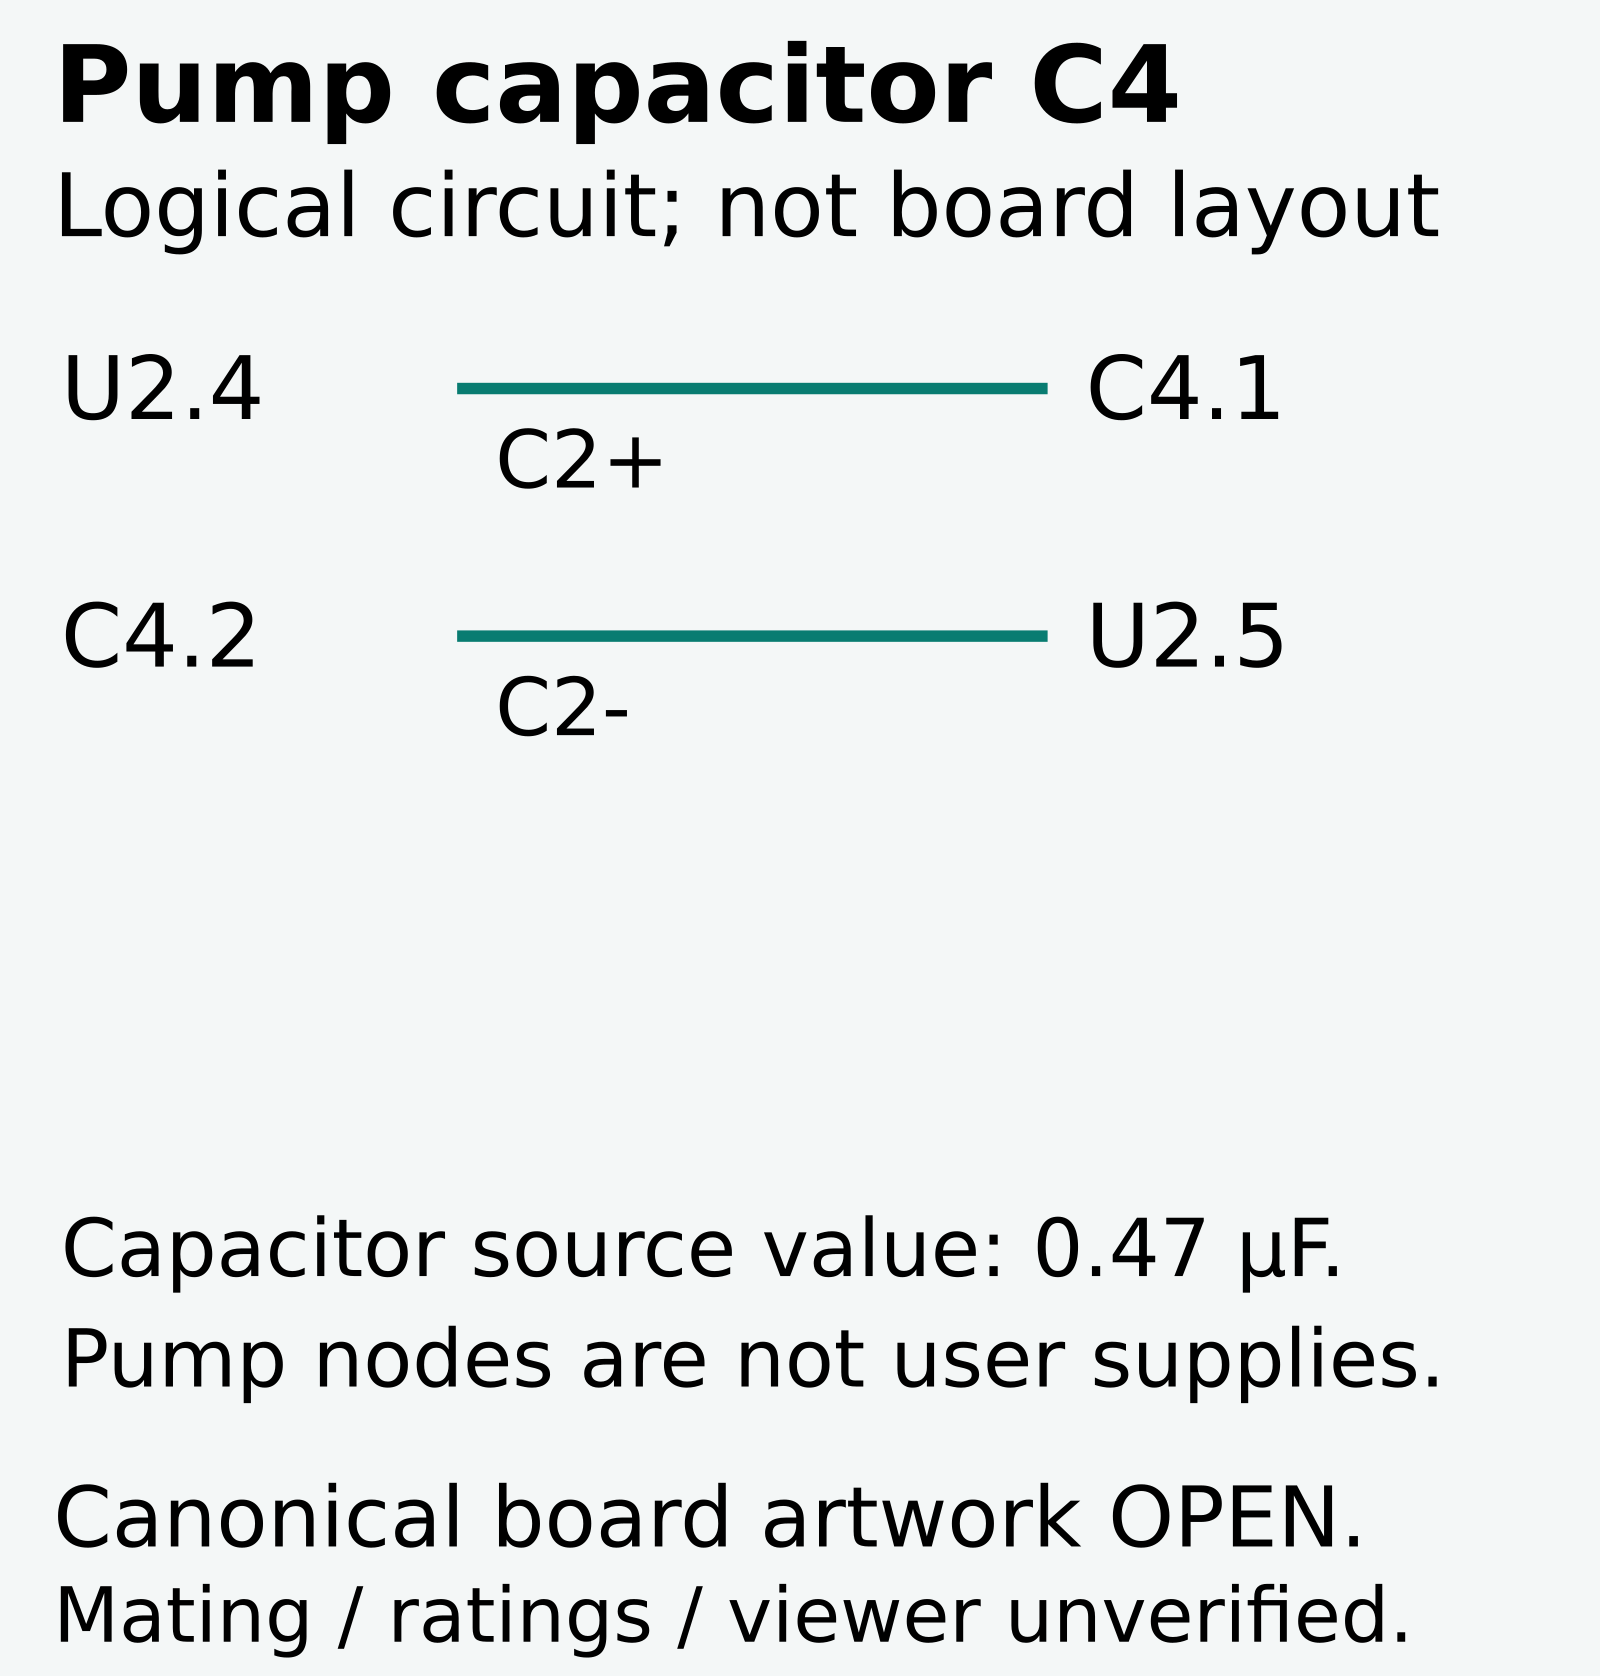 Pump capacitor C4
Logical circuit; not board layout
U2.4 C4.1
C2+
C4.2 U2.5
C2-
Capacitor source value: 0.47 µF.
Pump nodes are not user supplies.
Canonical board artwork OPEN.
Mating / ratings / viewer unverified.